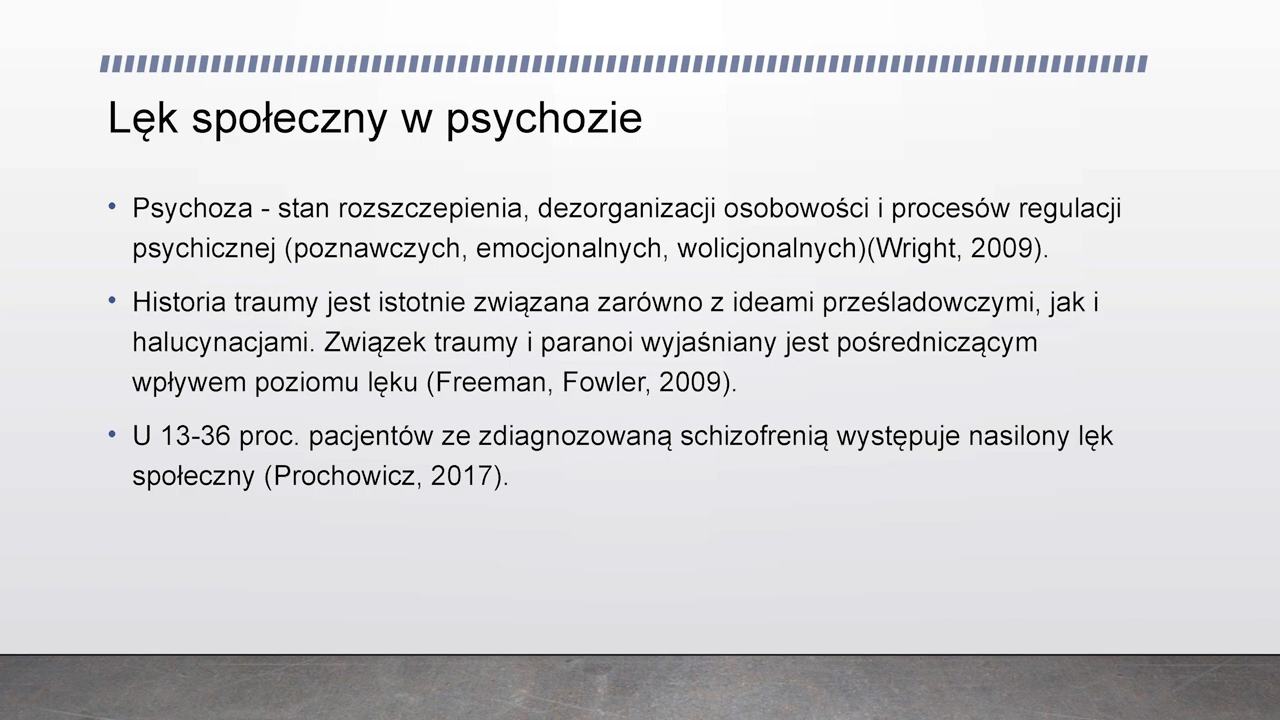 Lęk społeczny w psychozie
• Psychoza - stan rozszczepienia, dezorganizacji osobowości i procesów regulacji
psychicznej (poznawczych, emocjonalnych, wolicjonalnych)(Wright, 2009).
• Historia traumy jest istotnie związana zarówno z ideami prześladowczymi, jak i
halucynacjami. Związek traumy i paranoi wyjaśniany jest pośredniczącym
wpływem poziomu lęku (Freeman, Fowler, 2009).
• U 13-36 proc. pacjentów ze zdiagnozowaną schizofrenią występuje nasilony lęk
społeczny (Prochowicz, 2017).